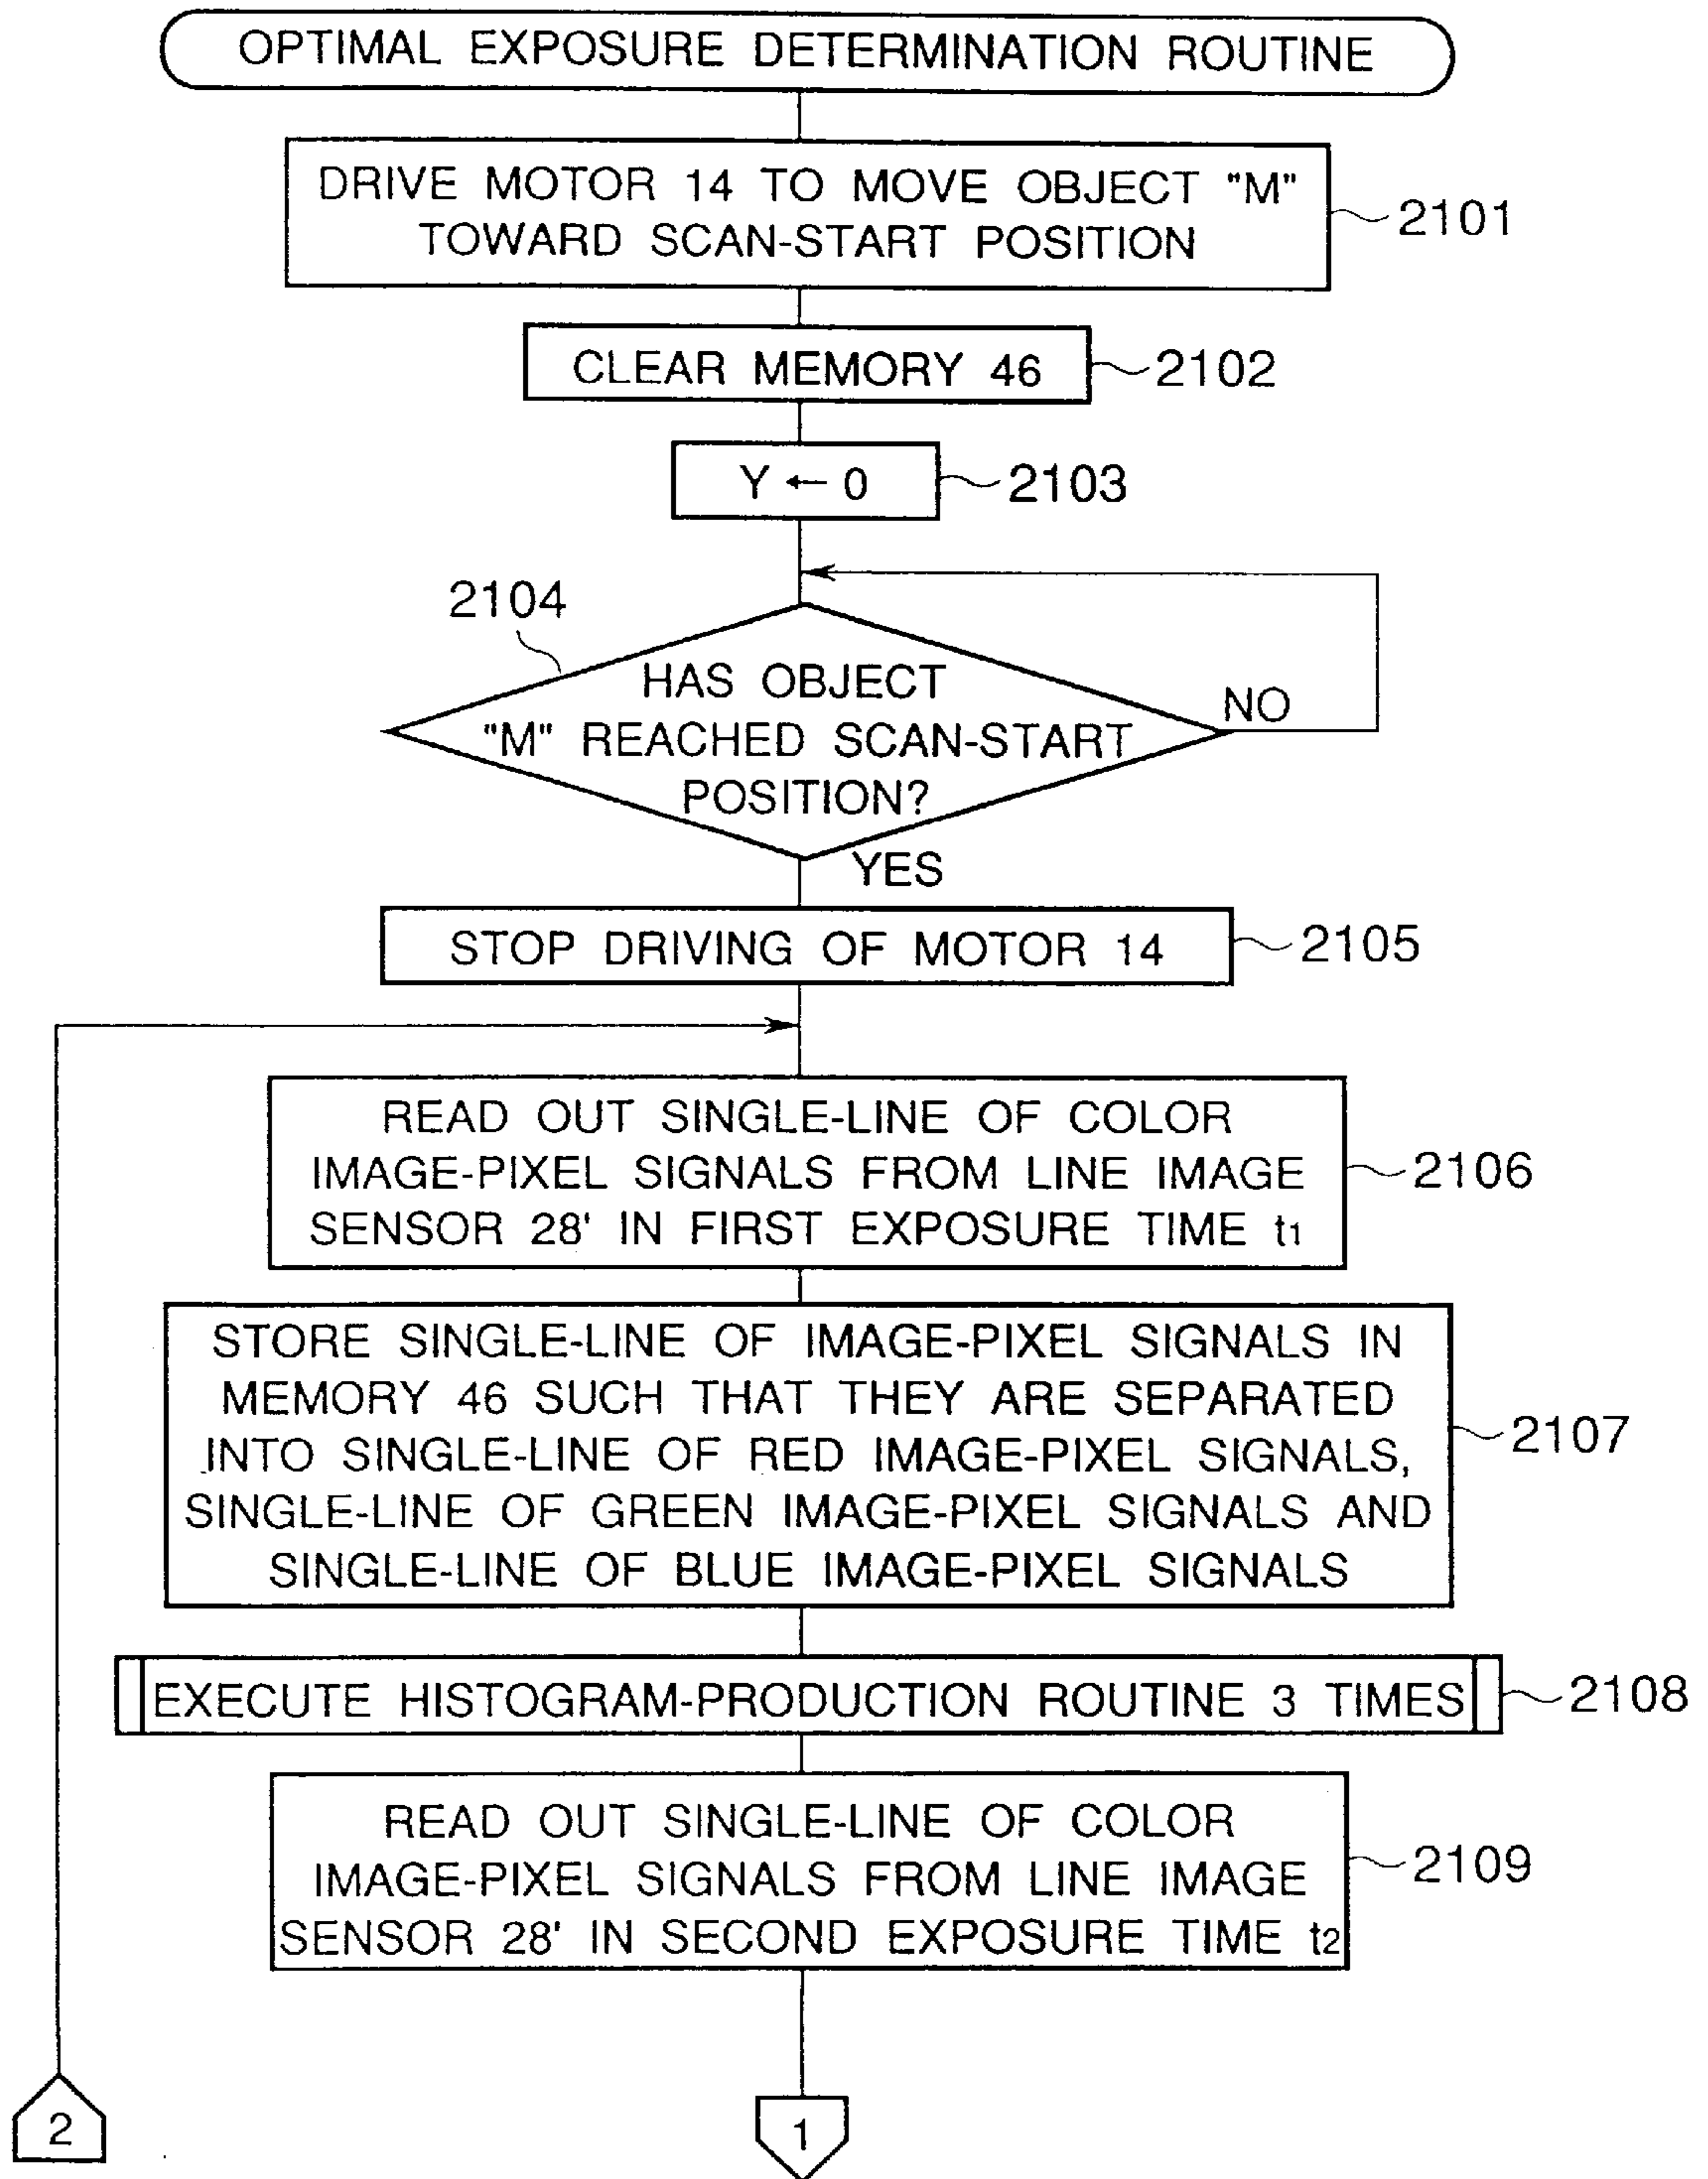 OPTIMAL EXPOSURE DETERMINATION ROUTINE
DRIVE MOTOR 14 TO MOVE OBJECT "M"
TOWARD SCAN-START POSITION
2101
CLEAR MEMORY 46
2102
Y ← 0
2103
2104
HAS OBJECT
"M" REACHED SCAN-START
POSITION?
NO
YES
STOP DRIVING OF MOTOR 14
2105
READ OUT SINGLE-LINE OF COLOR
IMAGE-PIXEL SIGNALS FROM LINE IMAGE
SENSOR 28' IN FIRST EXPOSURE TIME t1
2106
STORE SINGLE-LINE OF IMAGE-PIXEL SIGNALS IN
MEMORY 46 SUCH THAT THEY ARE SEPARATED
INTO SINGLE-LINE OF RED IMAGE-PIXEL SIGNALS,
SINGLE-LINE OF GREEN IMAGE-PIXEL SIGNALS AND
SINGLE-LINE OF BLUE IMAGE-PIXEL SIGNALS
2107
EXECUTE HISTOGRAM-PRODUCTION ROUTINE 3 TIMES
2108
READ OUT SINGLE-LINE OF COLOR
IMAGE-PIXEL SIGNALS FROM LINE IMAGE
SENSOR 28' IN SECOND EXPOSURE TIME t2
2109
2
1